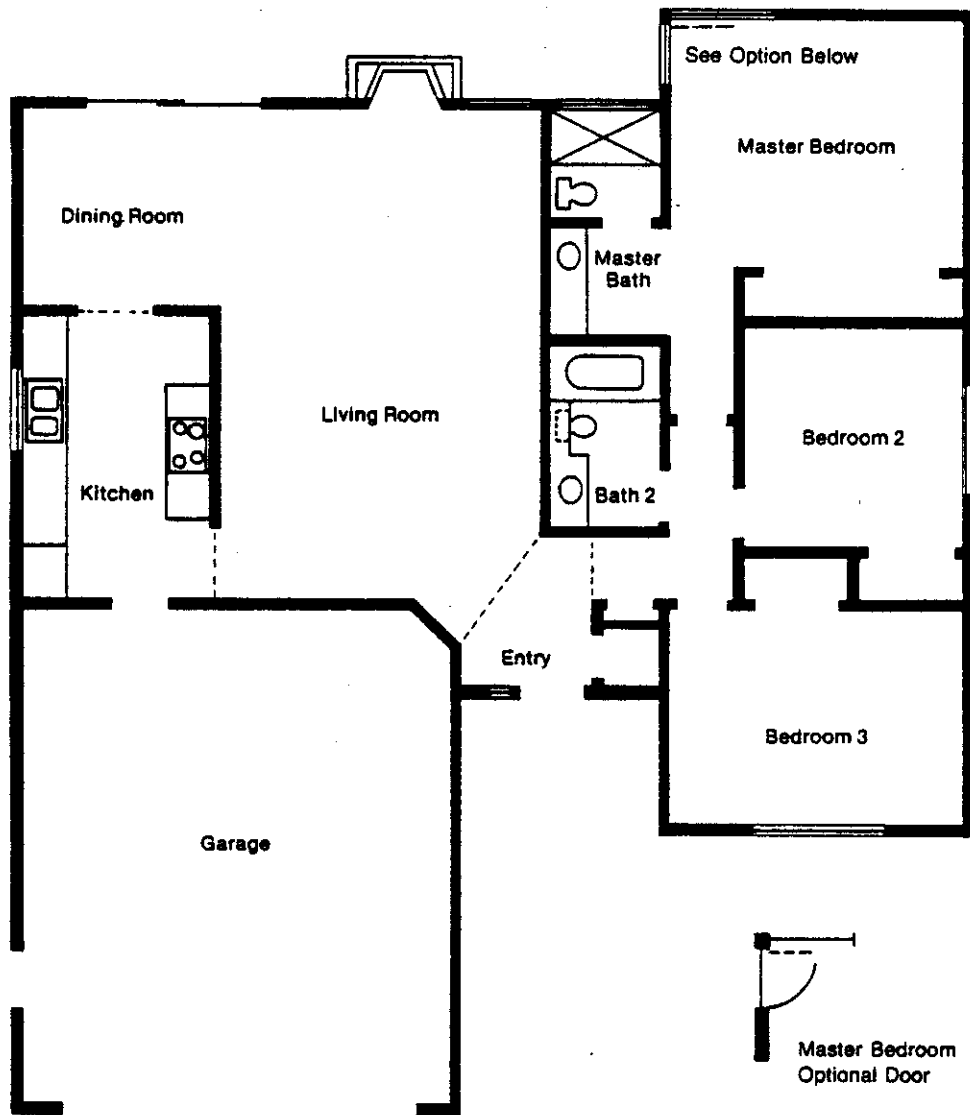 See Option Below
Master Bedroom
Dining Room
Master
Bath
Living Room
Bedroom 2
Kitchen
Bath 2
Entry
Bedroom 3
Garage
Master Bedroom
Optional Door